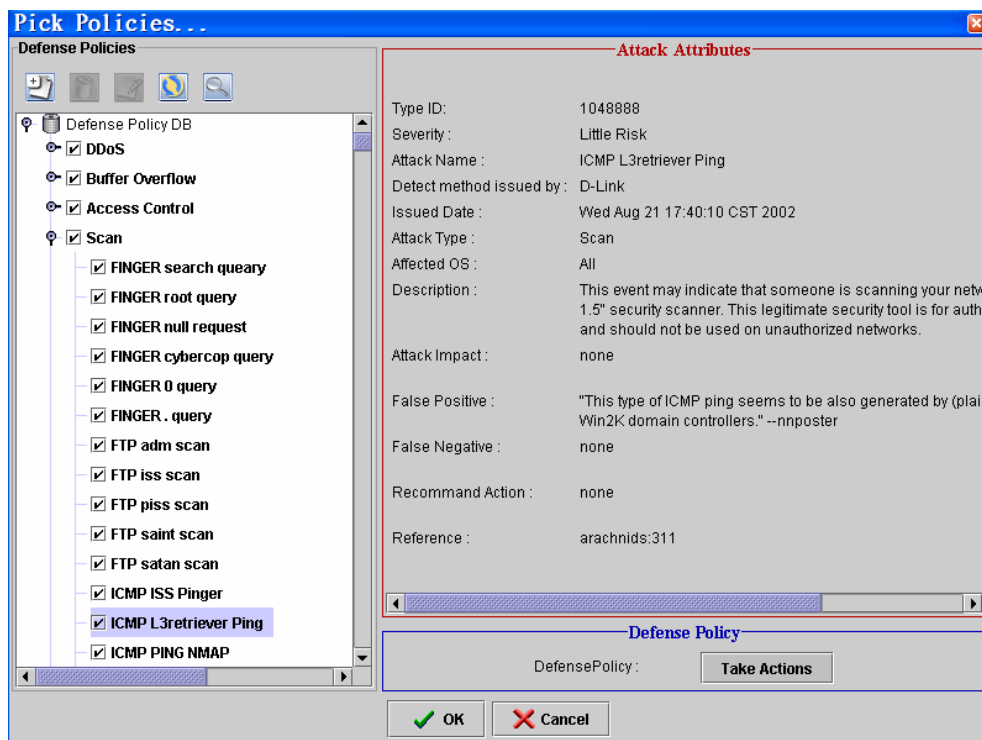 Pick Policies...
Defense Policies
Defense Policy DB
DDoS
Buffer Overflow
Access Control
Scan
FINGER search queary
FINGER root query
FINGER null request
FINGER cybercop query
FINGER 0 query
FINGER . query
FTP adm scan
FTP iss scan
FTP piss scan
FTP saint scan
FTP satan scan
ICMP ISS Pinger
ICMP L3retriever Ping
ICMP PING NMAP
Attack Attributes
Type ID: 1048888
Severity : Little Risk
Attack Name : ICMP L3retriever Ping
Detect method issued by : D-Link
Issued Date : Wed Aug 21 17:40:10 CST 2002
Attack Type : Scan
Affected OS : All
Description : This event may indicate that someone is scanning your netw
1.5" security scanner. This legitimate security tool is for auth
and should not be used on unauthorized networks.
Attack Impact : none
False Positive : "This type of ICMP ping seems to be also generated by (plai
Win2K domain controllers." --nnposter
False Negative : none
Recommand Action : none
Reference : arachnids:311
Defense Policy
DefensePolicy : Take Actions
OK Cancel